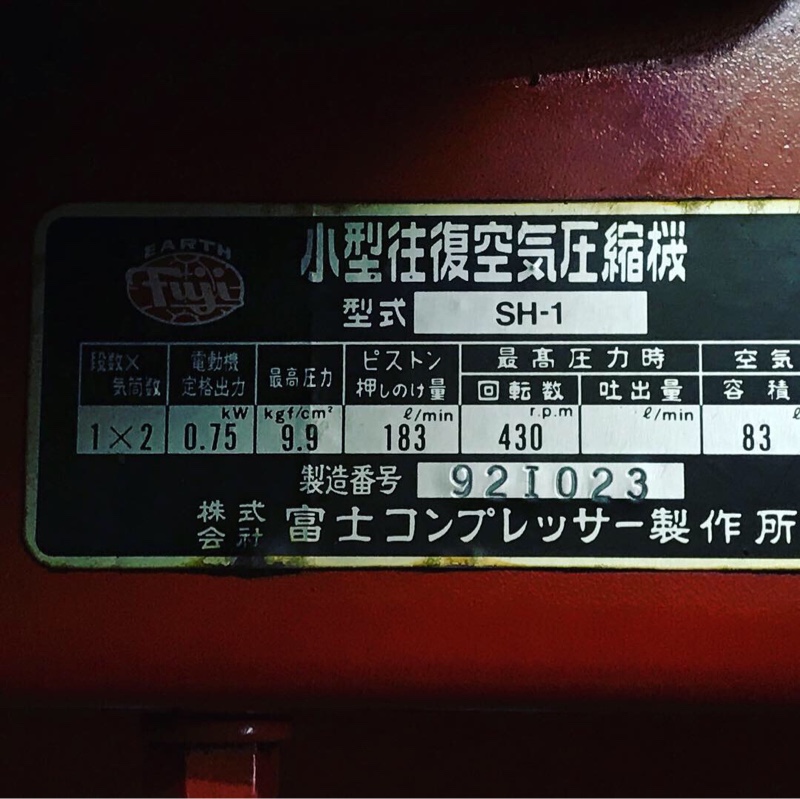 EARTH
Fuji
小型往復空気圧縮機
型式 SH-1
段数× 気筒数 電動機 定格出力 最高圧力 ピストン 押しのけ量 最高圧力時 空気
回転数 吐出量 容積
kW kgf/cm² ℓ/min r.p.m ℓ/min
1×2 0.75 9.9 183 430 83
製造番号 92I023
株式会社 富士コンプレッサー製作所